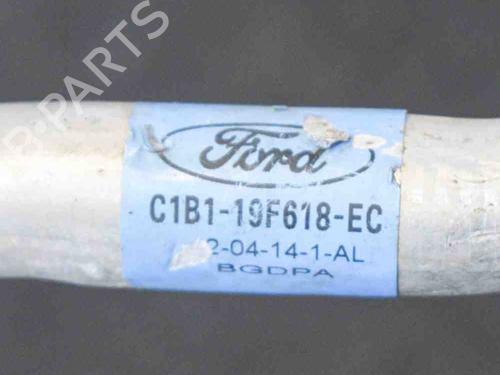 B-PARTS
Ford
C1B1-19F618-EC
2-04-14-1-AL
BGDPA